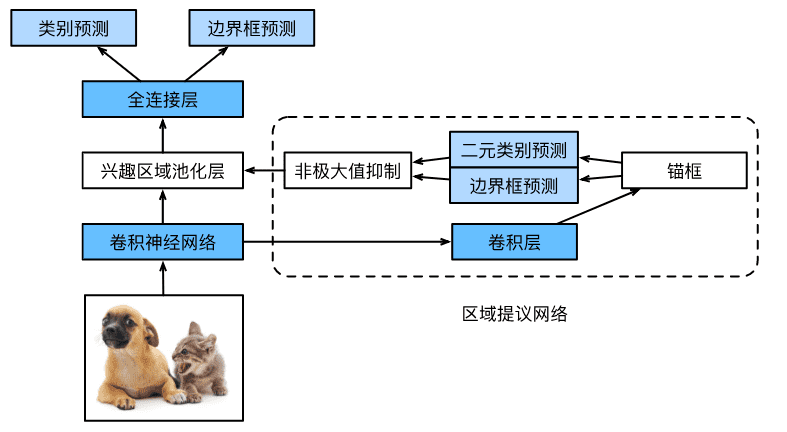 类别预测
边界框预测
全连接层
兴趣区域池化层
非极大值抑制
二元类别预测
边界框预测
锚框
卷积神经网络
卷积层
区域提议网络